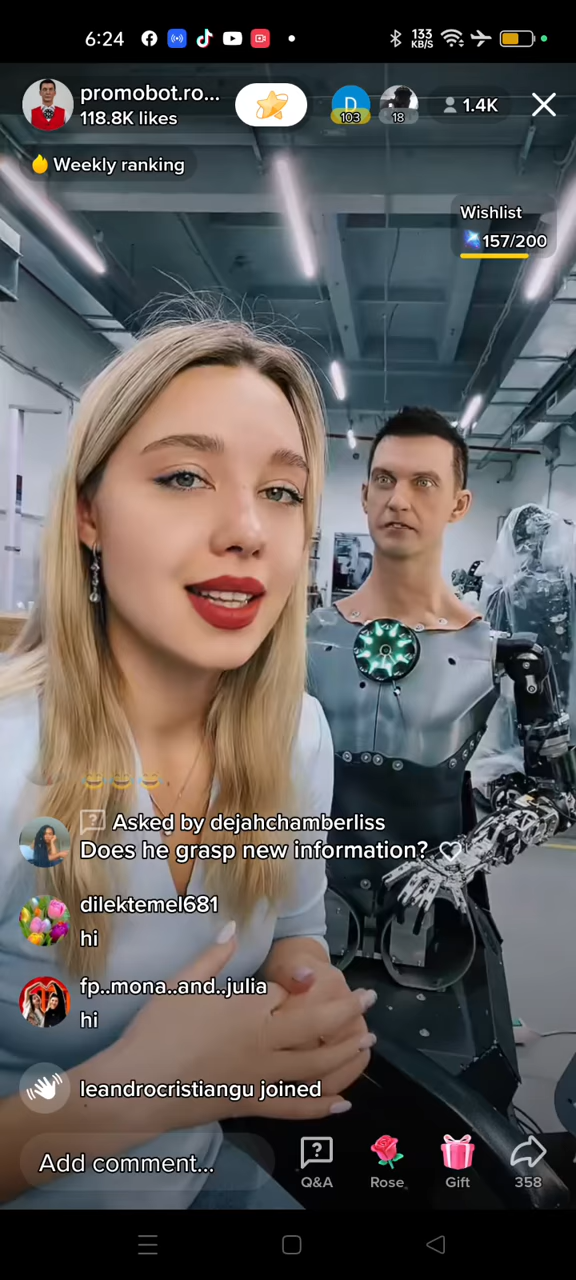 6:24
133
KB/S
promobot.ro...
118.8K likes
D
103
18
1.4K
Weekly ranking
Wishlist
157/200
Asked by dejahchamberliss
Does he grasp new information?
dilektemel681
hi
fp..mona..and..julia
hi
leandrocristiangu joined
Add comment...
Q&A
Rose
Gift
358